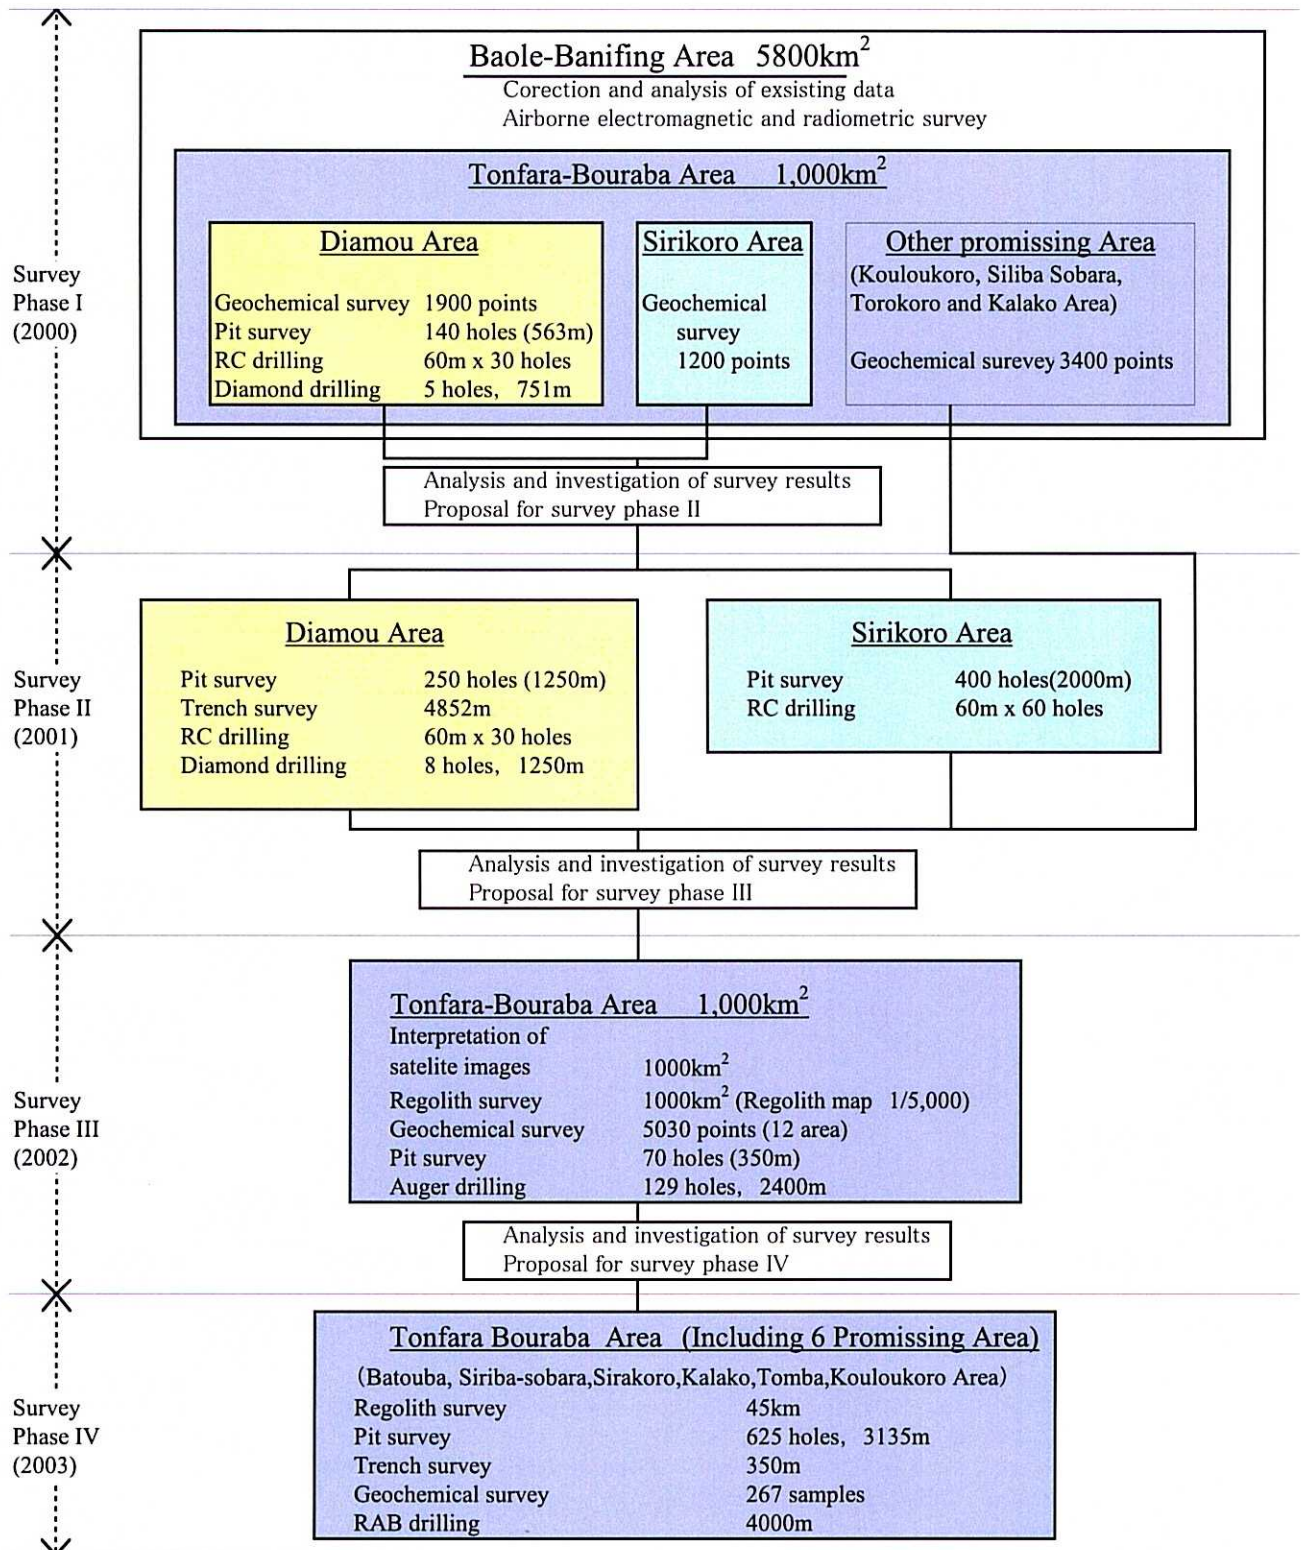 Baole-Banifing Area 5800km²
Corection and analysis of exsisting data
Airborne electromagnetic and radiometric survey
Tonfara-Bouraba Area 1,000km²
Survey
Phase I
(2000)
Diamou Area
Geochemical survey 1900 points
Pit survey 140 holes (563m)
RC drilling 60m x 30 holes
Diamond drilling 5 holes, 751m
Sirikoro Area
Geochemical
survey
1200 points
Other promissing Area
(Kouloukoro, Siliba Sobara,
Torokoro and Kalako Area)
Geochemical surevey 3400 points
Analysis and investigation of survey results
Proposal for survey phase II
Survey
Phase II
(2001)
Diamou Area
Pit survey 250 holes (1250m)
Trench survey 4852m
RC drilling 60m x 30 holes
Diamond drilling 8 holes, 1250m
Sirikoro Area
Pit survey 400 holes(2000m)
RC drilling 60m x 60 holes
Analysis and investigation of survey results
Proposal for survey phase III
Survey
Phase III
(2002)
Tonfara-Bouraba Area 1,000km²
Interpretation of
satelite images 1000km²
Regolith survey 1000km² (Regolith map 1/5,000)
Geochemical survey 5030 points (12 area)
Pit survey 70 holes (350m)
Auger drilling 129 holes, 2400m
Analysis and investigation of survey results
Proposal for survey phase IV
Survey
Phase IV
(2003)
Tonfara Bouraba Area (Including 6 Promissing Area)
(Batouba, Siriba-sobara,Sirakoro,Kalako,Tomba,Kouloukoro Area)
Regolith survey 45km
Pit survey 625 holes, 3135m
Trench survey 350m
Geochemical survey 267 samples
RAB drilling 4000m